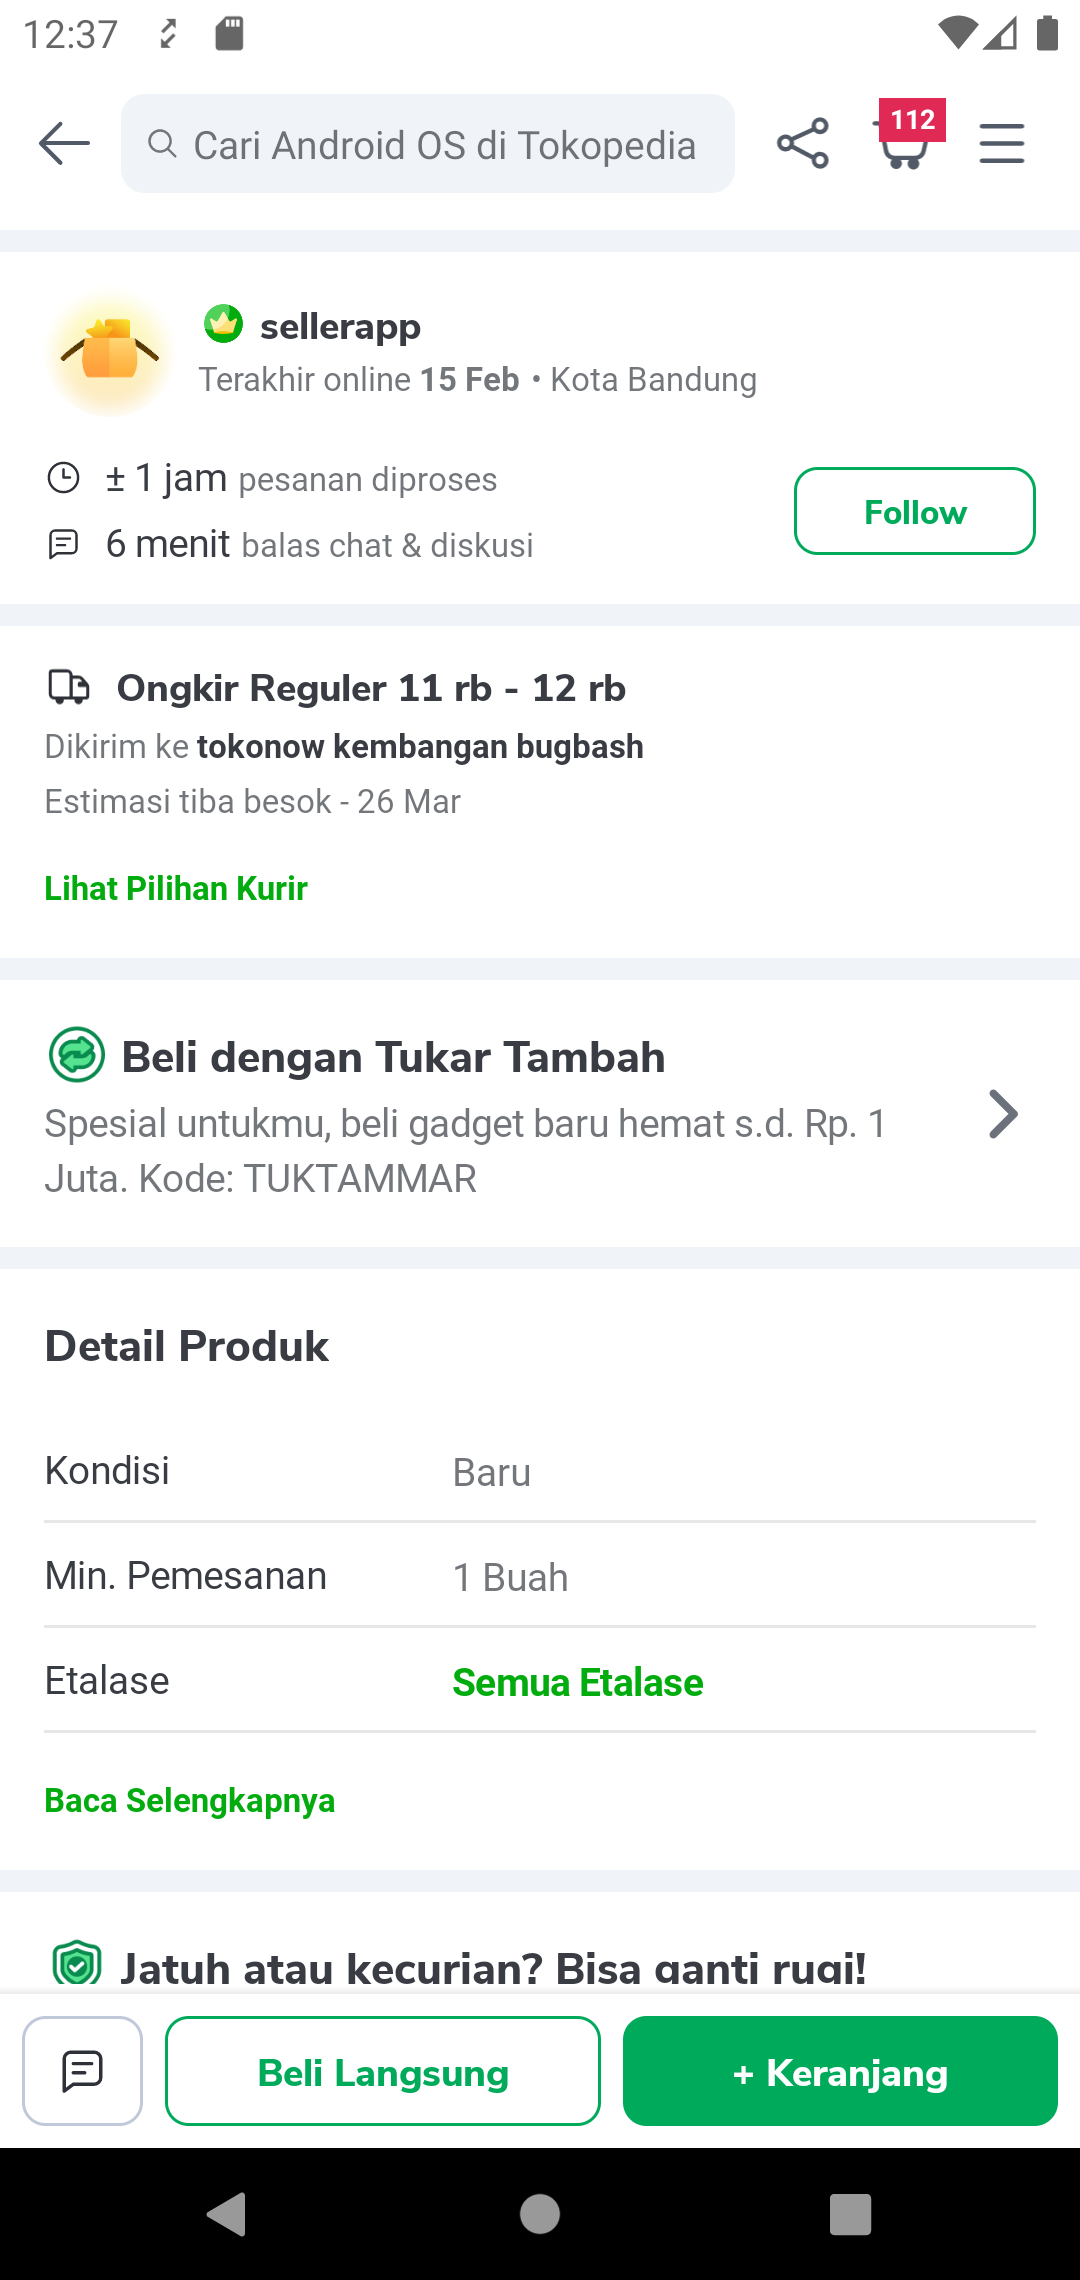 12:37
Cari Android OS di Tokopedia
112
sellerapp
Terakhir online 15 Feb • Kota Bandung
± 1 jam pesanan diproses
6 menit balas chat & diskusi
Follow
Ongkir Reguler 11 rb - 12 rb
Dikirim ke tokonow kembangan bugbash
Estimasi tiba besok - 26 Mar
Lihat Pilihan Kurir
Beli dengan Tukar Tambah
Spesial untukmu, beli gadget baru hemat s.d. Rp. 1
Juta. Kode: TUKTAMMAR
Detail Produk
Kondisi Baru
Min. Pemesanan 1 Buah
Etalase Semua Etalase
Baca Selengkapnya
Jatuh atau kecurian? Bisa ganti rugi!
Beli Langsung
+ Keranjang